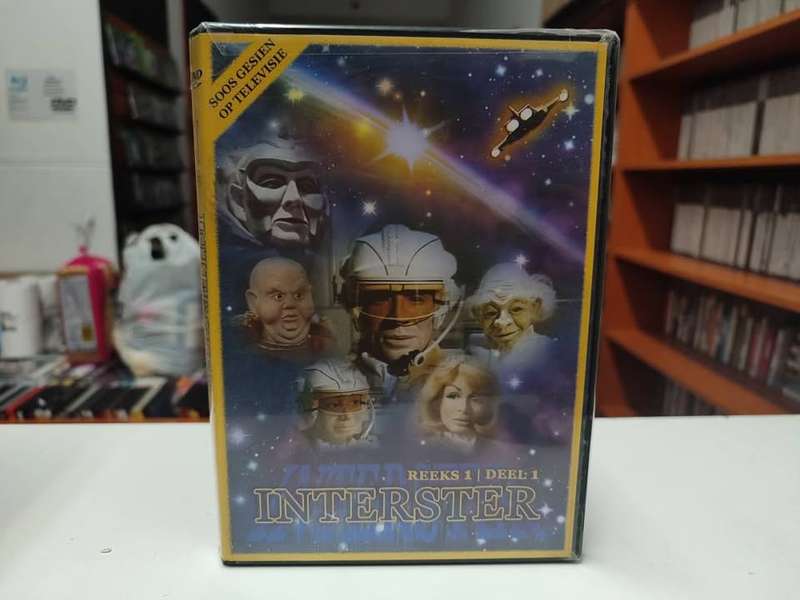 SOOS GESIEN
OP TELEVISIE
REEKS 1 | DEEL 1
INTERSTER